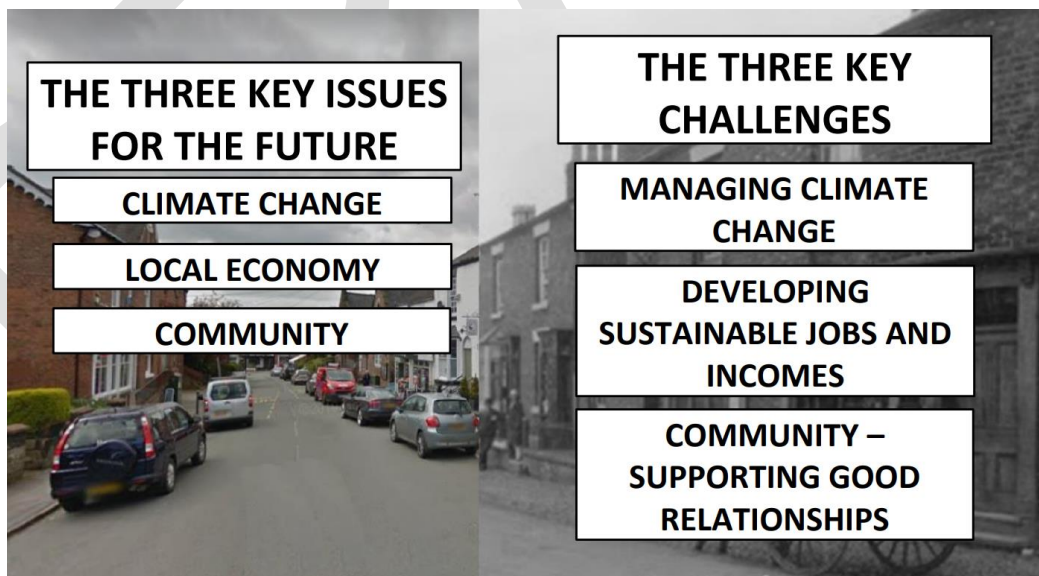 THE THREE KEY ISSUES
FOR THE FUTURE
CLIMATE CHANGE
LOCAL ECONOMY
COMMUNITY
THE THREE KEY
CHALLENGES
MANAGING CLIMATE
CHANGE
DEVELOPING
SUSTAINABLE JOBS AND
INCOMES
COMMUNITY –
SUPPORTING GOOD
RELATIONSHIPS